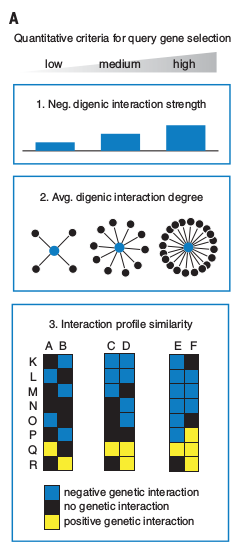 A
Quantitative criteria for query gene selection
low medium high
1. Neg. digenic interaction strength
2. Avg. digenic interaction degree
3. Interaction profile similarity
A B C D E F
K
L
M
N
O
P
Q
R
negative genetic interaction
no genetic interaction
positive genetic interaction